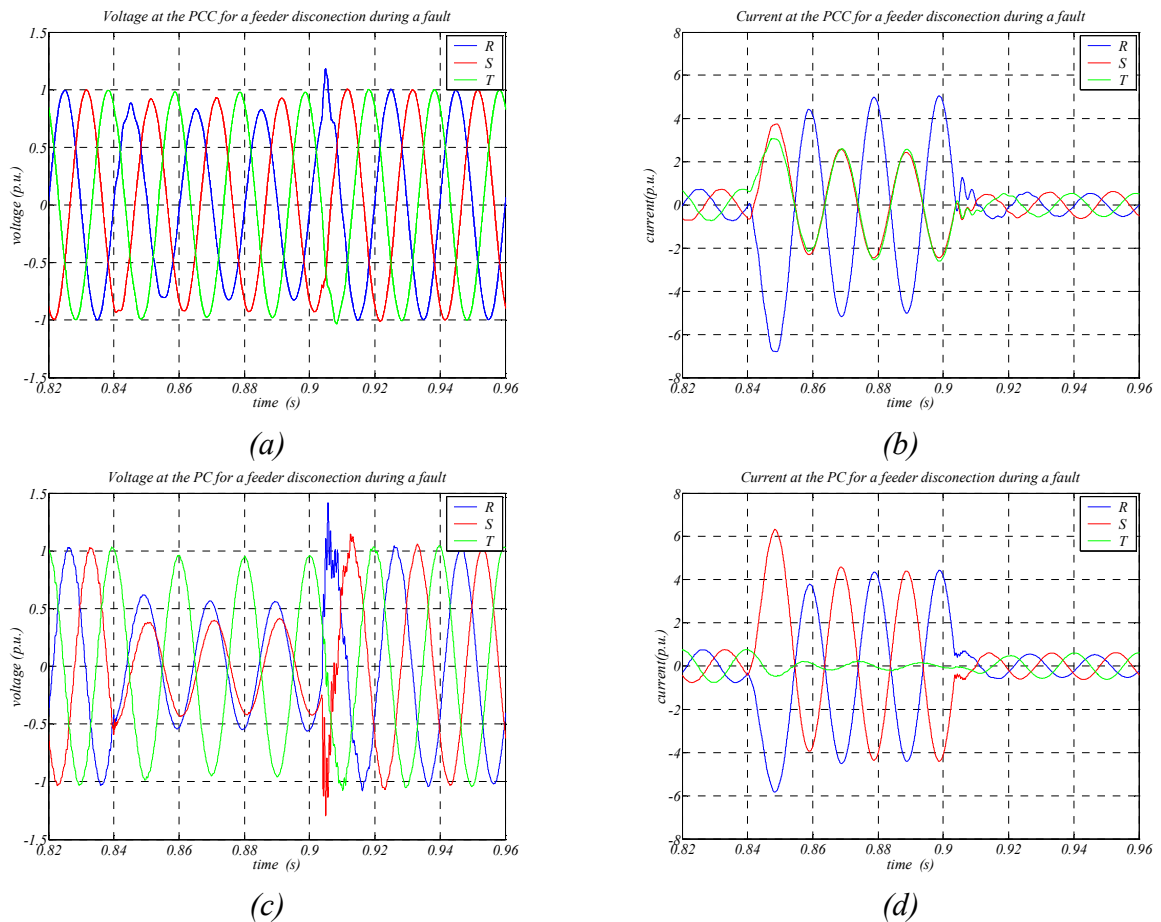 Voltage at the PCC for a feeder disconection during a fault
1.5
1
0.5
0
-0.5
-1
-1.5
voltage (p.u.)
R
S
T
0.82 0.84 0.86 0.88 0.9 0.92 0.94 0.96
time (s)
(a)
Current at the PCC for a feeder disconection during a fault
8
6
4
2
0
-2
-4
-6
-8
current(p.u.)
R
S
T
0.82 0.84 0.86 0.88 0.9 0.92 0.94 0.96
time (s)
(b)
Voltage at the PC for a feeder disconection during a fault
1.5
1
0.5
0
-0.5
-1
-1.5
voltage (p.u.)
R
S
T
0.82 0.84 0.86 0.88 0.9 0.92 0.94 0.96
time (s)
(c)
Current at the PC for a feeder disconection during a fault
8
6
4
2
0
-2
-4
-6
-8
current(p.u.)
R
S
T
0.82 0.84 0.86 0.88 0.9 0.92 0.94 0.96
time (s)
(d)